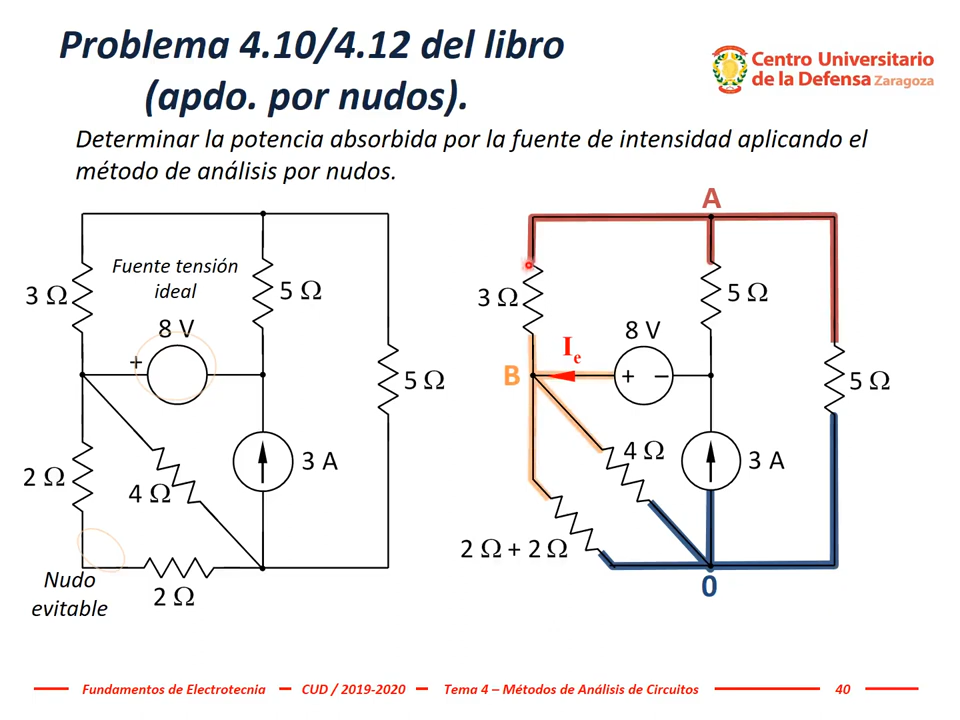 Problema 4.10/4.12 del libro
(apdo. por nudos).
Centro Universitario
de la Defensa Zaragoza
Determinar la potencia absorbida por la fuente de intensidad aplicando el
método de análisis por nudos.
A
Fuente tensión
ideal
3 Ω
5 Ω
8 V
+
5 Ω
2 Ω
4 Ω
3 A
Nudo
evitable
2 Ω
3 Ω
5 Ω
8 V
Ie
B
+ −
5 Ω
4 Ω
3 A
2 Ω + 2 Ω
0
Fundamentos de Electrotecnia
CUD / 2019-2020
Tema 4 – Métodos de Análisis de Circuitos
40